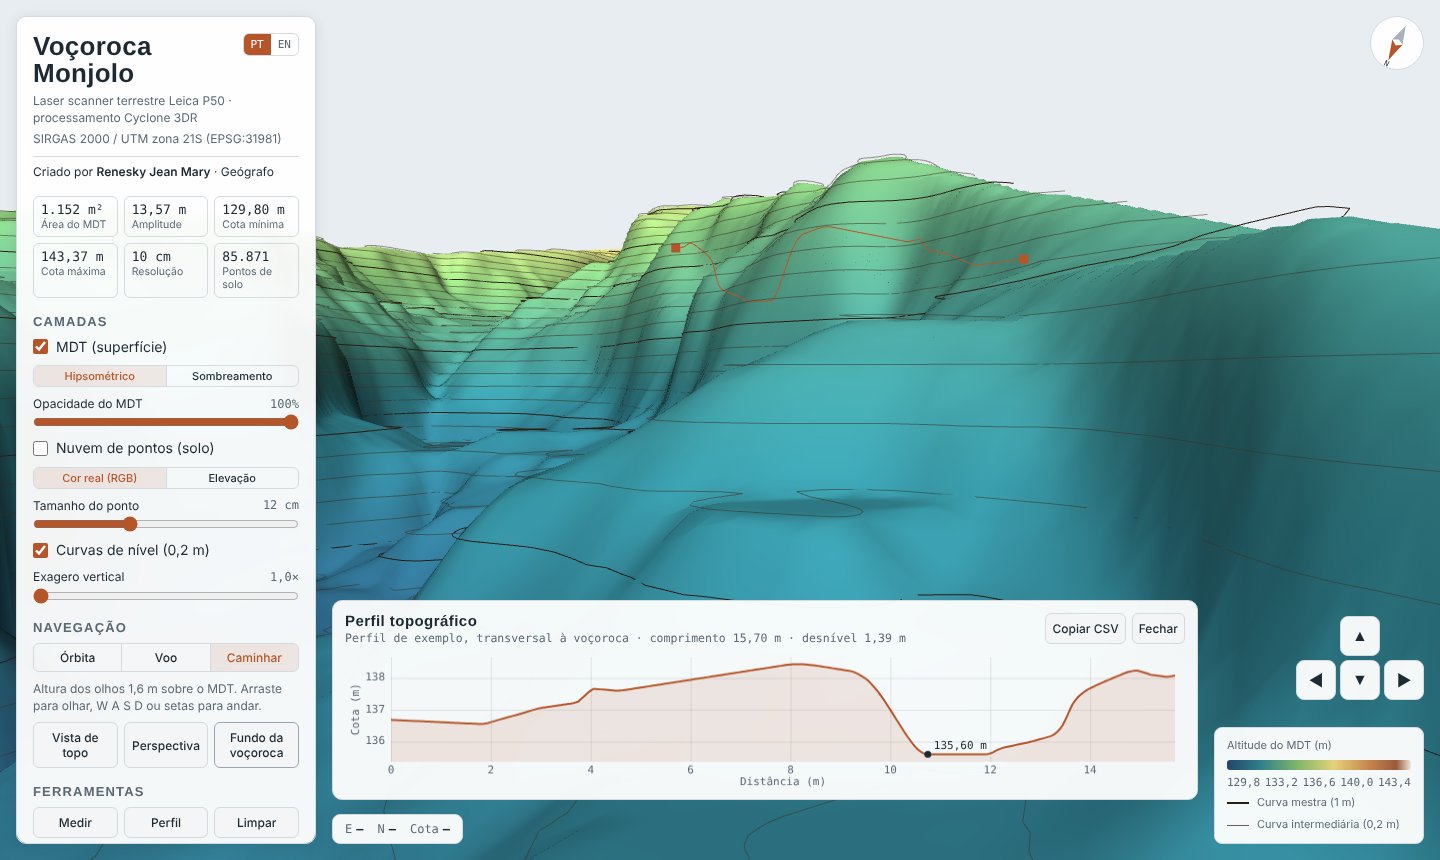 Voçoroca
Monjolo
PT EN
Laser scanner terrestre Leica P50 ·
processamento Cyclone 3DR
SIRGAS 2000 / UTM zona 21S (EPSG:31981)
Criado por Renesky Jean Mary · Geógrafo
1.152 m²
Área do MDT
13,57 m
Amplitude
129,80 m
Cota mínima
143,37 m
Cota máxima
10 cm
Resolução
85.871
Pontos de
solo
CAMADAS
MDT (superfície)
Hipsométrico Sombreamento
Opacidade do MDT 100%
Nuvem de pontos (solo)
Cor real (RGB) Elevação
Tamanho do ponto 12 cm
Curvas de nível (0,2 m)
Exagero vertical 1,0×
NAVEGAÇÃO
Órbita Voo Caminhar
Altura dos olhos 1,6 m sobre o MDT. Arraste
para olhar, W A S D ou setas para andar.
Vista de
topo
Perspectiva
Fundo da
voçoroca
FERRAMENTAS
Medir Perfil Limpar
N
Perfil topográfico
Perfil de exemplo, transversal à voçoroca · comprimento 15,70 m · desnível 1,39 m
Copiar CSV Fechar
Cota (m)
138
137
136
135,60 m
0 2 4 6 8 10 12 14
Distância (m)
E – N – Cota –
▲
◀ ▼ ▶
Altitude do MDT (m)
129,8 133,2 136,6 140,0 143,4
Curva mestra (1 m)
Curva intermediária (0,2 m)